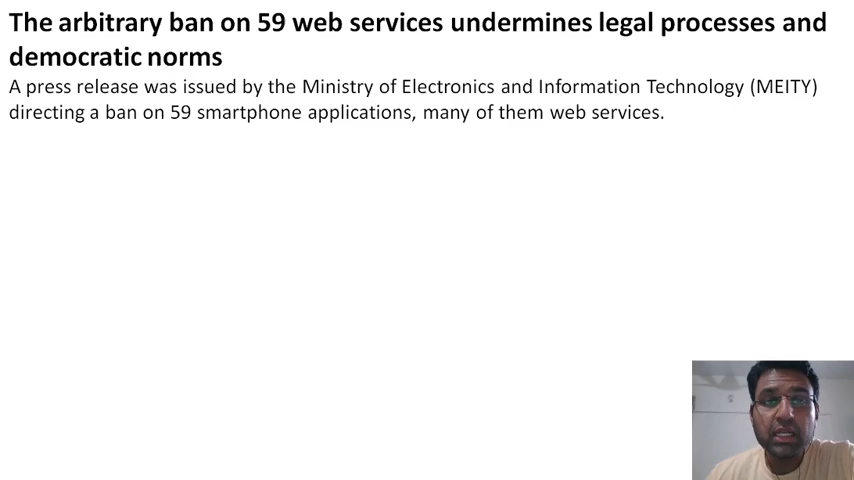 The arbitrary ban on 59 web services undermines legal processes and
democratic norms
A press release was issued by the Ministry of Electronics and Information Technology (MEITY)
directing a ban on 59 smartphone applications, many of them web services.